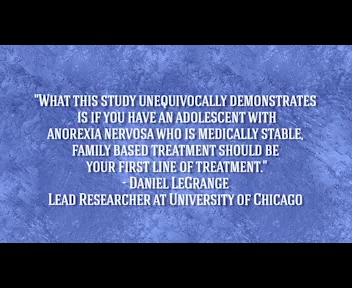 "What this study unequivocally demonstrates
is if you have an adolescent with
anorexia nervosa who is medically stable,
family based treatment should be
your first line of treatment."
- Daniel LeGrange
Lead Researcher at University of Chicago